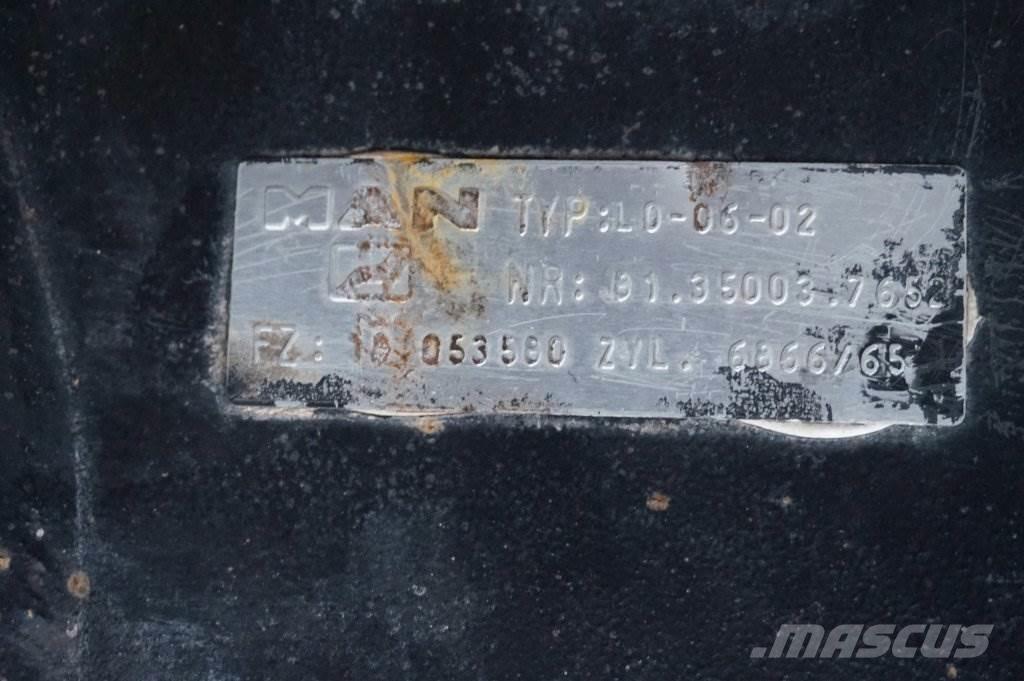 MAN TYP:L0-06-02
NR: 81.35003.7652
FZ: 053580 ZYL. 6866/65
MASCUS